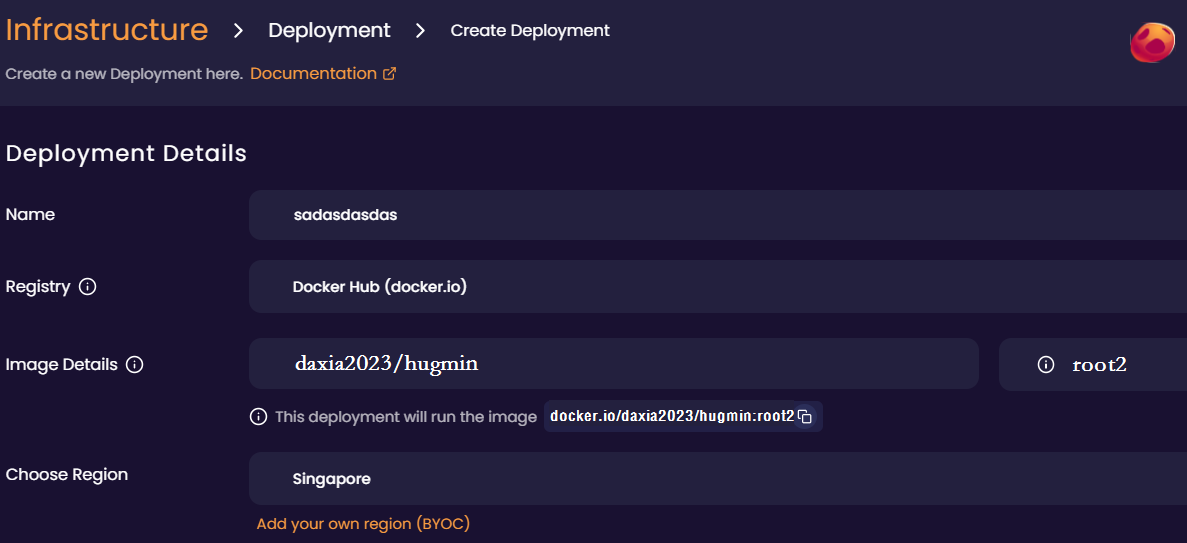 Infrastructure > Deployment > Create Deployment
Create a new Deployment here. Documentation
Deployment Details
Name
sadasdasdas
Registry
Docker Hub (docker.io)
Image Details
daxia2023/hugmin
root2
This deployment will run the image docker.io/daxia2023/hugmin:root2
Choose Region
Singapore
Add your own region (BYOC)